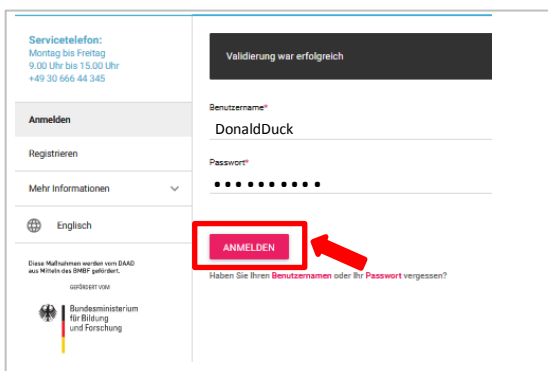 Servicetelefon:
Montag bis Freitag
9.00 Uhr bis 15.00 Uhr
+49 30 666 44 345
Anmelden
Registrieren
Mehr Informationen
Englisch
Diese Maßnahmen werden vom DAAD
aus Mitteln des BMBF gefördert.
GEFÖRDERT VOM
Bundesministerium
für Bildung
und Forschung
Validierung war erfolgreich
Benutzername*
DonaldDuck
Passwort*
••••••••••
ANMELDEN
Haben Sie Ihren Benutzernamen oder Ihr Passwort vergessen?